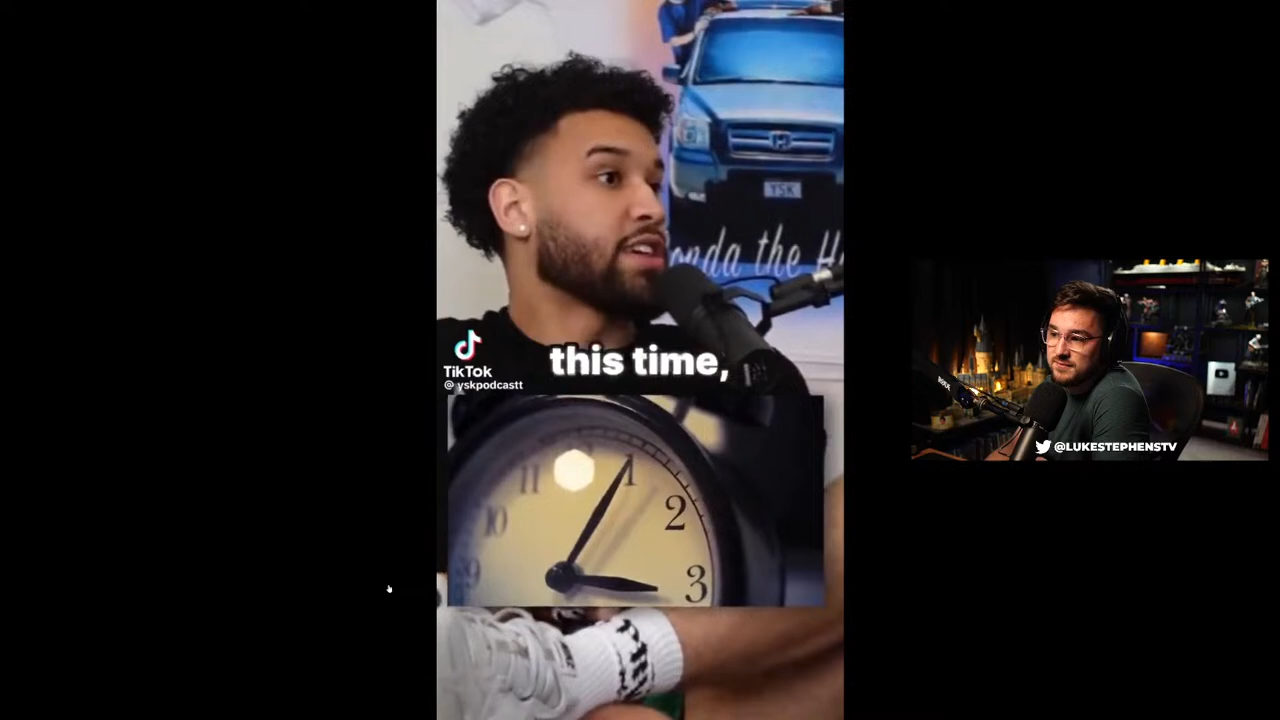 YSK
onda the H
TikTok
@ yskpodcastt
this time,
11
1
10
2
9
3
@LUKESTEPHENSTV